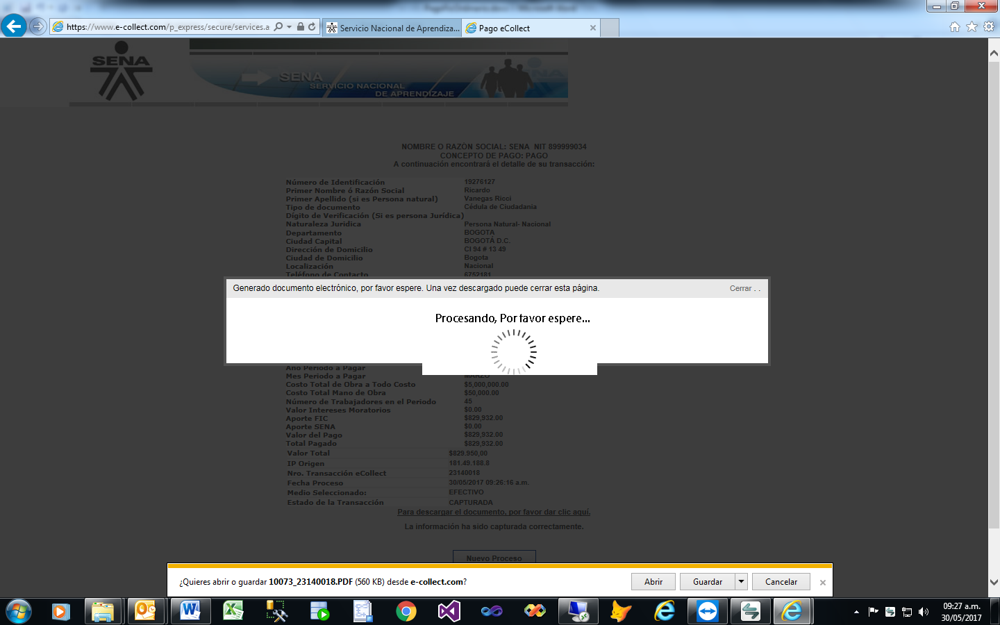 https://www.e-collect.com/p_express/secure/services.a
Servicio Nacional de Aprendiza...
Pago eCollect
SENA
SENA
SERVICIO NACIONAL
DE APRENDIZAJE
NOMBRE O RAZÓN SOCIAL: SENA NIT 899999034
CONCEPTO DE PAGO: PAGO
A continuación encontrará el detalle de su transacción:
Número de Identificación 19276127
Primer Nombre ó Razón Social Ricardo
Primer Apellido (si es Persona natural) Vanegas Ricci
Tipo de documento Cédula de Ciudadania
Dígito de Verificación (Si es persona Jurídica)
Naturaleza Juridica Persona Natural- Nacional
Departamento BOGOTA
Ciudad Capital BOGOTÁ D.C.
Dirección de Domicilio Cl 94 # 13 49
Ciudad de Domicilio Bogota
Localización Nacional
Teléfono de Contacto 6752181
Generado documento electrónico, por favor espere. Una vez descargado puede cerrar esta página. Cerrar . .
Procesando, Por favor espere...
Ano Periodo a Pagar
Mes Periodo a Pagar MARZO
Costo Total de Obra a Todo Costo $5,000,000.00
Costo Total Mano de Obra $50,000.00
Número de Trabajadores en el Periodo 45
Valor Intereses Moratorios $0.00
Aporte FIC $829,932.00
Aporte SENA $0.00
Valor del Pago $829,932.00
Total Pagado $829,932.00
Valor Total $829.950,00
IP Origen 181.49.188.8
Nro. Transacción eCollect 23140018
Fecha Proceso 30/05/2017 09:26:16 a.m.
Medio Seleccionado: EFECTIVO
Estado de la Transacción CAPTURADA
Para descargar el documento, por favor dar clic aquí.
La información ha sido capturada correctamente.
Nuevo Proceso
¿Quieres abrir o guardar 10073_23140018.PDF (560 KB) desde e-collect.com? Abrir Guardar Cancelar
09:27 a.m.
30/05/2017